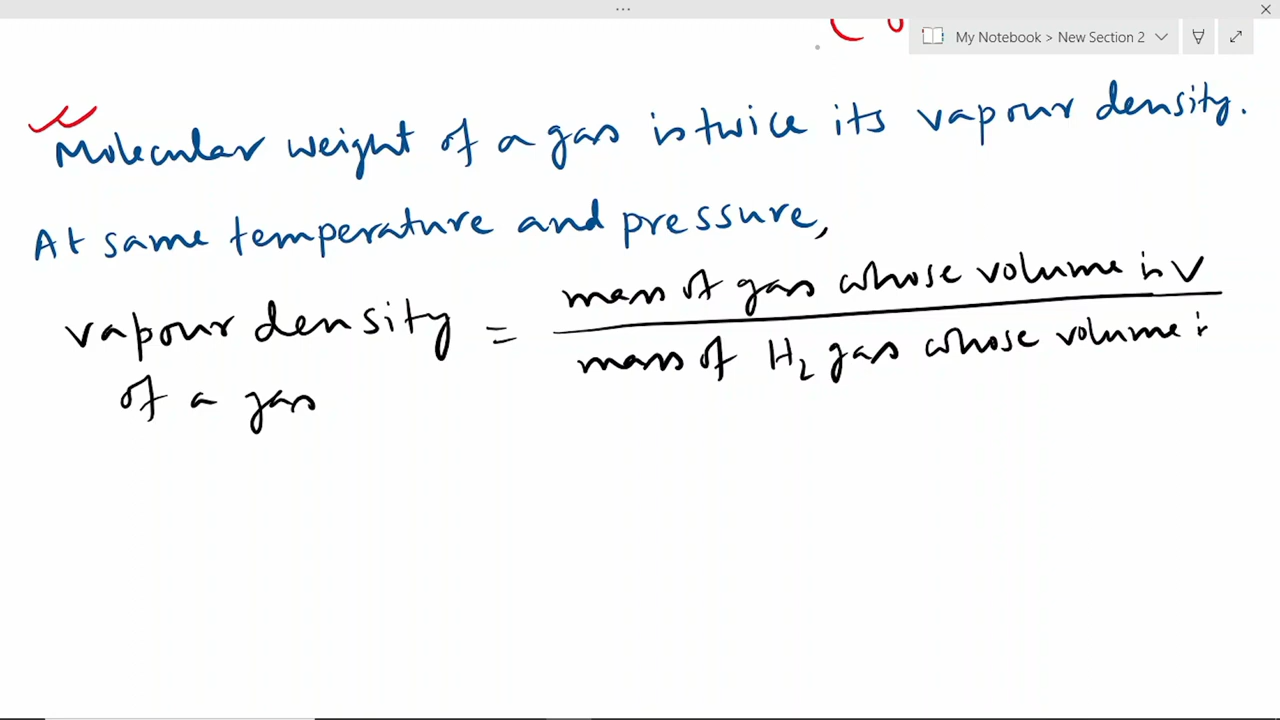 My Notebook > New Section 2
Molecular weight of a gas is twice its vapour density.
At same temperature and pressure,
vapour density = mass of gas whose volume is V
mass of H₂ gas whose volume i
of a gas